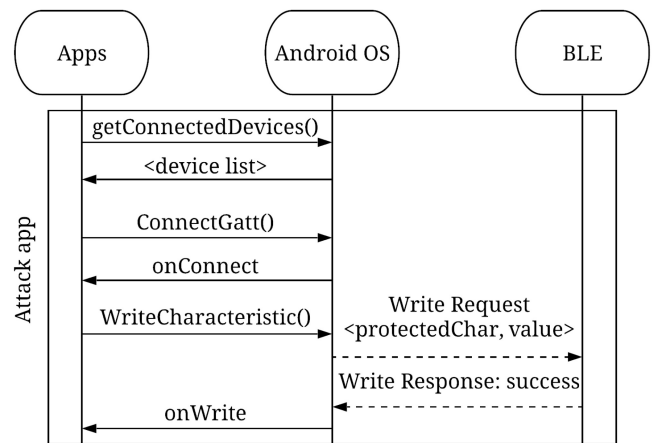 Apps
Android OS
BLE
getConnectedDevices()
<device list>
ConnectGatt()
onConnect
WriteCharacteristic()
Write Request
<protectedChar, value>
Write Response: success
onWrite
Attack app